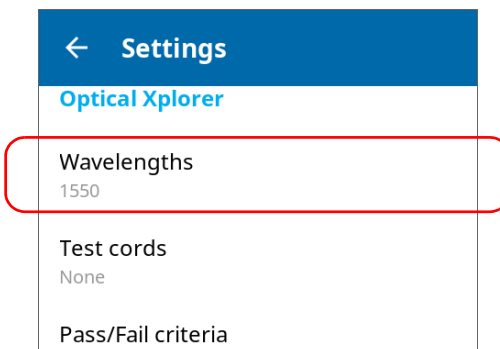 Settings
Optical Xplorer
Wavelengths
1550
Test cords
None
Pass/Fail criteria